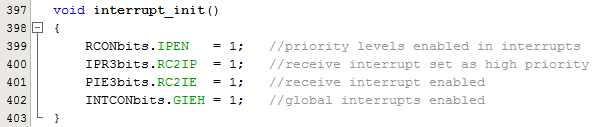 397 void interrupt_init()
398 {
399 RCONbits.IPEN = 1; //priority levels enabled in interrupts
400 IPR3bits.RC2IP = 1; //receive interrupt set as high priority
401 PIE3bits.RC2IE = 1; //receive interrupt enabled
402 INTCONbits.GIEH = 1; //global interrupts enabled
403 }